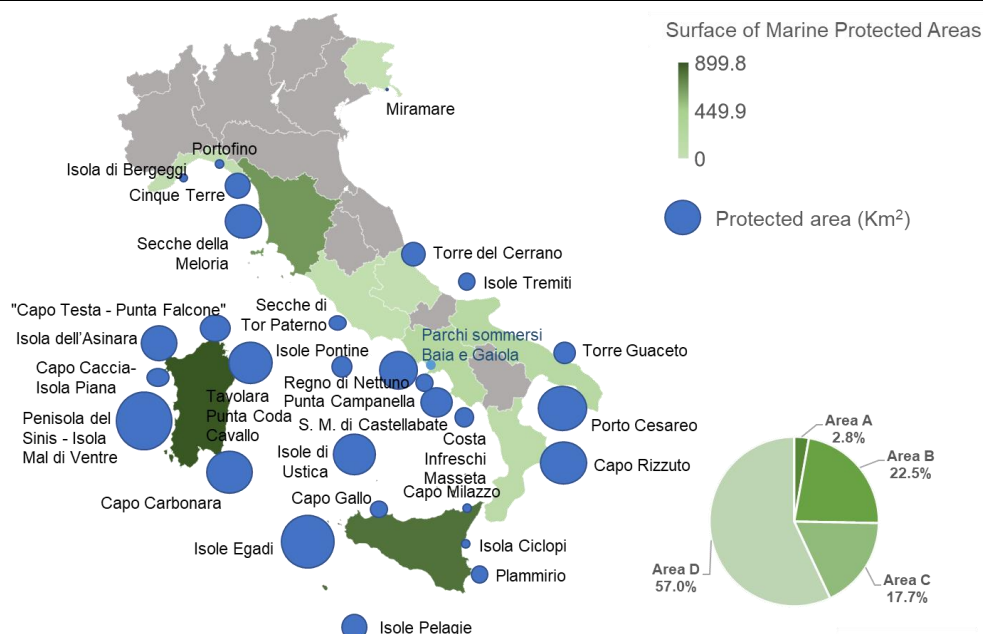 Surface of Marine Protected Areas
899.8
449.9
0
Protected area (Km²)
Miramare
Portofino
Isola di Bergeggi
Cinque Terre
Secche della
Meloria
Torre del Cerrano
Isole Tremiti
"Capo Testa - Punta Falcone"
Secche di
Tor Paterno
Isola dell'Asinara
Parchi sommersi
Baia e Gaiola
Isole Pontine
Torre Guaceto
Capo Caccia-
Isola Piana
Regno di Nettuno
Tavolara
Punta Coda
Cavallo
Punta Campanella
Penisola del
Sinis - Isola
Mal di Ventre
S. M. di Castellabate
Porto Cesareo
Costa
Infreschi
Masseta
Isole di
Ustica
Capo Rizzuto
Capo Carbonara
Capo Gallo
Capo Milazzo
Isole Egadi
Isola Ciclopi
Plammirio
Isole Pelagie
Area A
2.8%
Area B
22.5%
Area C
17.7%
Area D
57.0%